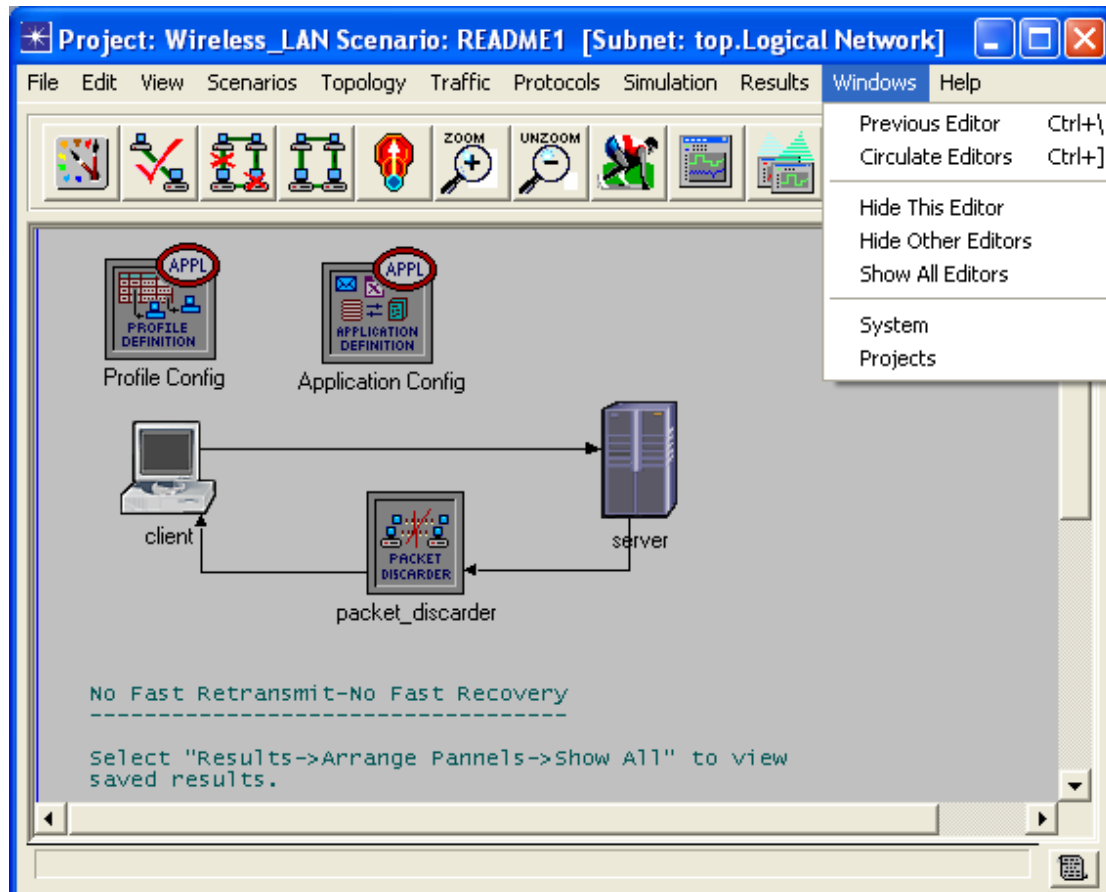 Project: Wireless_LAN Scenario: README1 [Subnet: top.Logical Network]
File Edit View Scenarios Topology Traffic Protocols Simulation Results Windows Help
Previous Editor Ctrl+\
Circulate Editors Ctrl+]
Hide This Editor
Hide Other Editors
Show All Editors
System
Projects
ZOOM
UNZOOM
APPL
PROFILE
DEFINITION
Profile Config
APPL
APPLICATION
DEFINITION
Application Config
client
server
PACKET
DISCARDER
packet_discarder
No Fast Retransmit-No Fast Recovery
-----------------------------------
Select "Results->Arrange Pannels->Show All" to view
saved results.